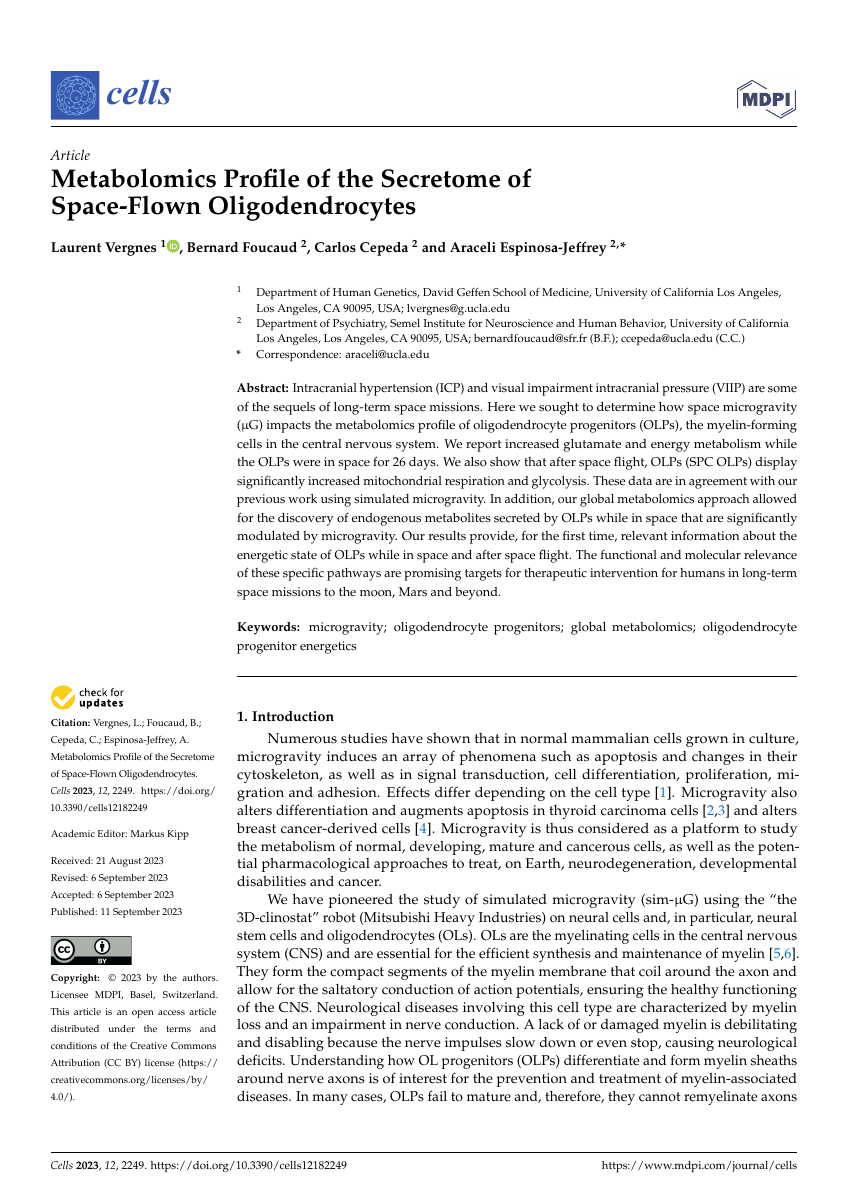 cells
MDPI
Article
Metabolomics Profile of the Secretome of
Space-Flown Oligodendrocytes
Laurent Vergnes 1 iD, Bernard Foucaud 2, Carlos Cepeda 2 and Araceli Espinosa-Jeffrey 2,*
1 Department of Human Genetics, David Geffen School of Medicine, University of California Los Angeles,
Los Angeles, CA 90095, USA; lvergnes@g.ucla.edu
2 Department of Psychiatry, Semel Institute for Neuroscience and Human Behavior, University of California
Los Angeles, Los Angeles, CA 90095, USA; bernardfoucaud@sfr.fr (B.F.); ccepeda@ucla.edu (C.C.)
* Correspondence: araceli@ucla.edu
Abstract: Intracranial hypertension (ICP) and visual impairment intracranial pressure (VIIP) are some
of the sequels of long-term space missions. Here we sought to determine how space microgravity
(µG) impacts the metabolomics profile of oligodendrocyte progenitors (OLPs), the myelin-forming
cells in the central nervous system. We report increased glutamate and energy metabolism while
the OLPs were in space for 26 days. We also show that after space flight, OLPs (SPC OLPs) display
significantly increased mitochondrial respiration and glycolysis. These data are in agreement with our
previous work using simulated microgravity. In addition, our global metabolomics approach allowed
for the discovery of endogenous metabolites secreted by OLPs while in space that are significantly
modulated by microgravity. Our results provide, for the first time, relevant information about the
energetic state of OLPs while in space and after space flight. The functional and molecular relevance
of these specific pathways are promising targets for therapeutic intervention for humans in long-term
space missions to the moon, Mars and beyond.
Keywords: microgravity; oligodendrocyte progenitors; global metabolomics; oligodendrocyte
progenitor energetics
check for
updates
Citation: Vergnes, L.; Foucaud, B.;
Cepeda, C.; Espinosa-Jeffrey, A.
Metabolomics Profile of the Secretome
of Space-Flown Oligodendrocytes.
Cells 2023, 12, 2249. https://doi.org/
10.3390/cells12182249
Academic Editor: Markus Kipp
Received: 21 August 2023
Revised: 6 September 2023
Accepted: 6 September 2023
Published: 11 September 2023
cc BY
Copyright: © 2023 by the authors.
Licensee MDPI, Basel, Switzerland.
This article is an open access article
distributed under the terms and
conditions of the Creative Commons
Attribution (CC BY) license (https://
creativecommons.org/licenses/by/
4.0/).
1. Introduction
Numerous studies have shown that in normal mammalian cells grown in culture,
microgravity induces an array of phenomena such as apoptosis and changes in their
cytoskeleton, as well as in signal transduction, cell differentiation, proliferation, mi-
gration and adhesion. Effects differ depending on the cell type [1]. Microgravity also
alters differentiation and augments apoptosis in thyroid carcinoma cells [2,3] and alters
breast cancer-derived cells [4]. Microgravity is thus considered as a platform to study
the metabolism of normal, developing, mature and cancerous cells, as well as the poten-
tial pharmacological approaches to treat, on Earth, neurodegeneration, developmental
disabilities and cancer.
We have pioneered the study of simulated microgravity (sim-µG) using the “the
3D-clinostat” robot (Mitsubishi Heavy Industries) on neural cells and, in particular, neural
stem cells and oligodendrocytes (OLs). OLs are the myelinating cells in the central nervous
system (CNS) and are essential for the efficient synthesis and maintenance of myelin [5,6].
They form the compact segments of the myelin membrane that coil around the axon and
allow for the saltatory conduction of action potentials, ensuring the healthy functioning
of the CNS. Neurological diseases involving this cell type are characterized by myelin
loss and an impairment in nerve conduction. A lack of or damaged myelin is debilitating
and disabling because the nerve impulses slow down or even stop, causing neurological
deficits. Understanding how OL progenitors (OLPs) differentiate and form myelin sheaths
around nerve axons is of interest for the prevention and treatment of myelin-associated
diseases. In many cases, OLPs fail to mature and, therefore, they cannot remyelinate axons
Cells 2023, 12, 2249. https://doi.org/10.3390/cells12182249
https://www.mdpi.com/journal/cells